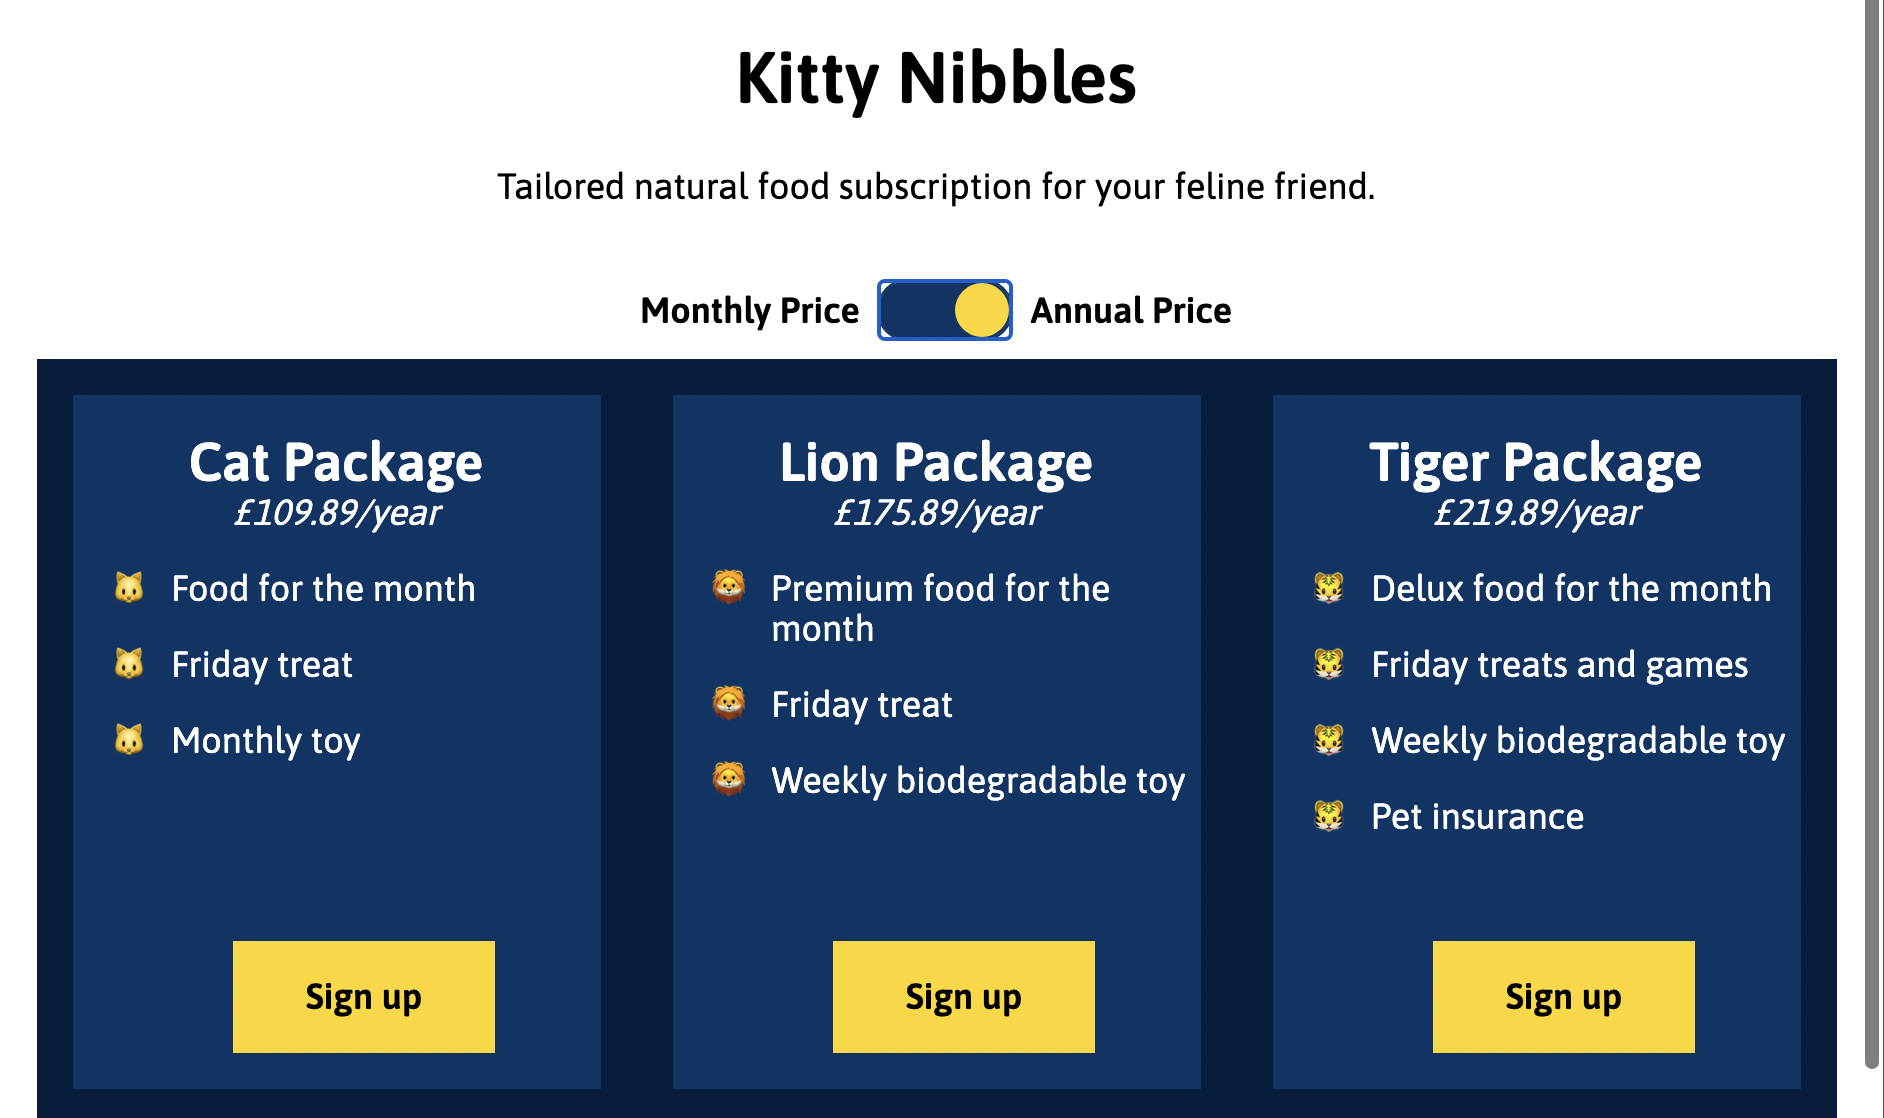 Kitty Nibbles
Tailored natural food subscription for your feline friend.
Monthly Price
Annual Price
Cat Package
£109.89/year
Food for the month
Friday treat
Monthly toy
Sign up
Lion Package
£175.89/year
Premium food for the
month
Friday treat
Weekly biodegradable toy
Sign up
Tiger Package
£219.89/year
Delux food for the month
Friday treats and games
Weekly biodegradable toy
Pet insurance
Sign up